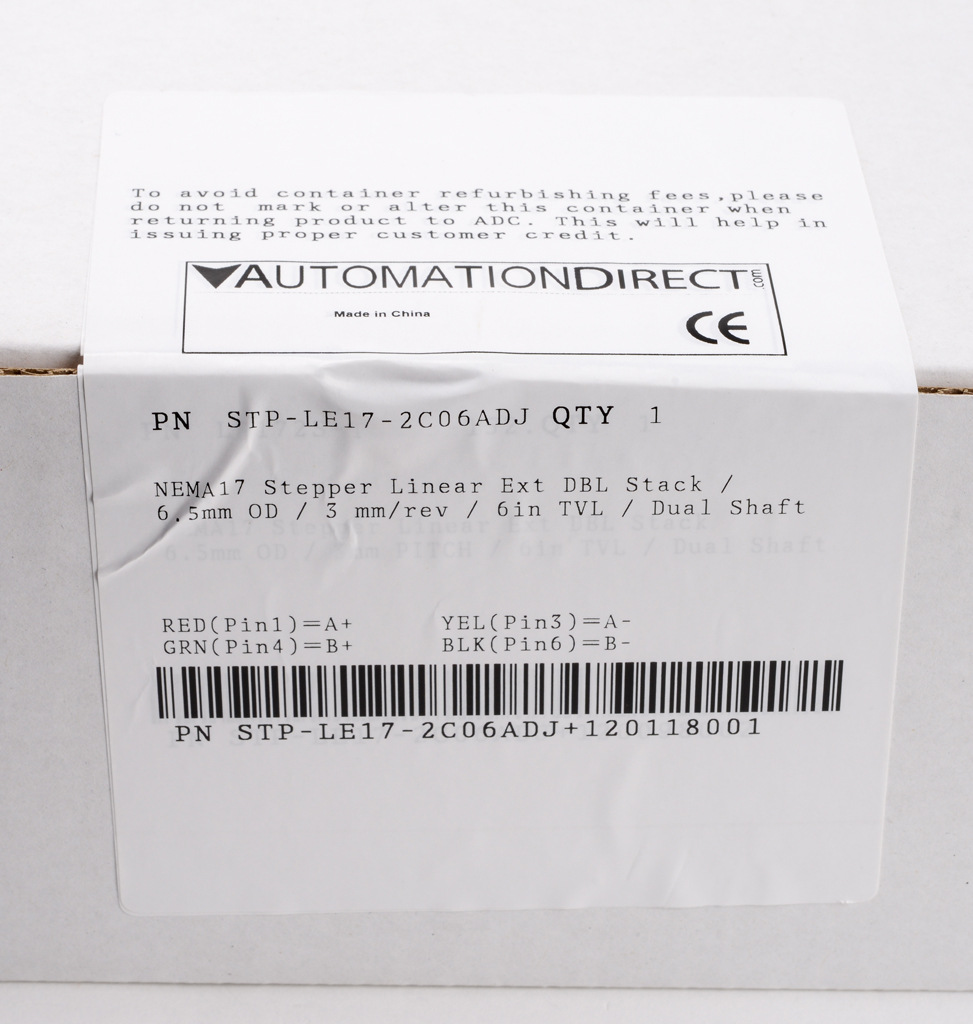 To avoid container refurbishing fees,please
do not mark or alter this container when
returning product to ADC. This will help in
issuing proper customer credit.
AUTOMATIONDIRECT.com
Made in China
CE
PN STP-LE17-2C06ADJ QTY 1
NEMA17 Stepper Linear Ext DBL Stack /
6.5mm OD / 3 mm/rev / 6in TVL / Dual Shaft
RED(Pin1)=A+ YEL(Pin3)=A-
GRN(Pin4)=B+ BLK(Pin6)=B-
PN STP-LE17-2C06ADJ+120118001